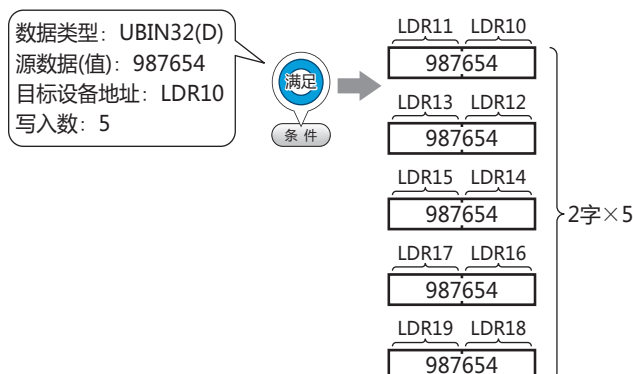 数据类型：UBIN32(D)
源数据(值)：987654
目标设备地址：LDR10
写入数：5
满足
条件
LDR11 LDR10
987654
LDR13 LDR12
987654
LDR15 LDR14
987654
LDR17 LDR16
987654
LDR19 LDR18
987654
2字×5